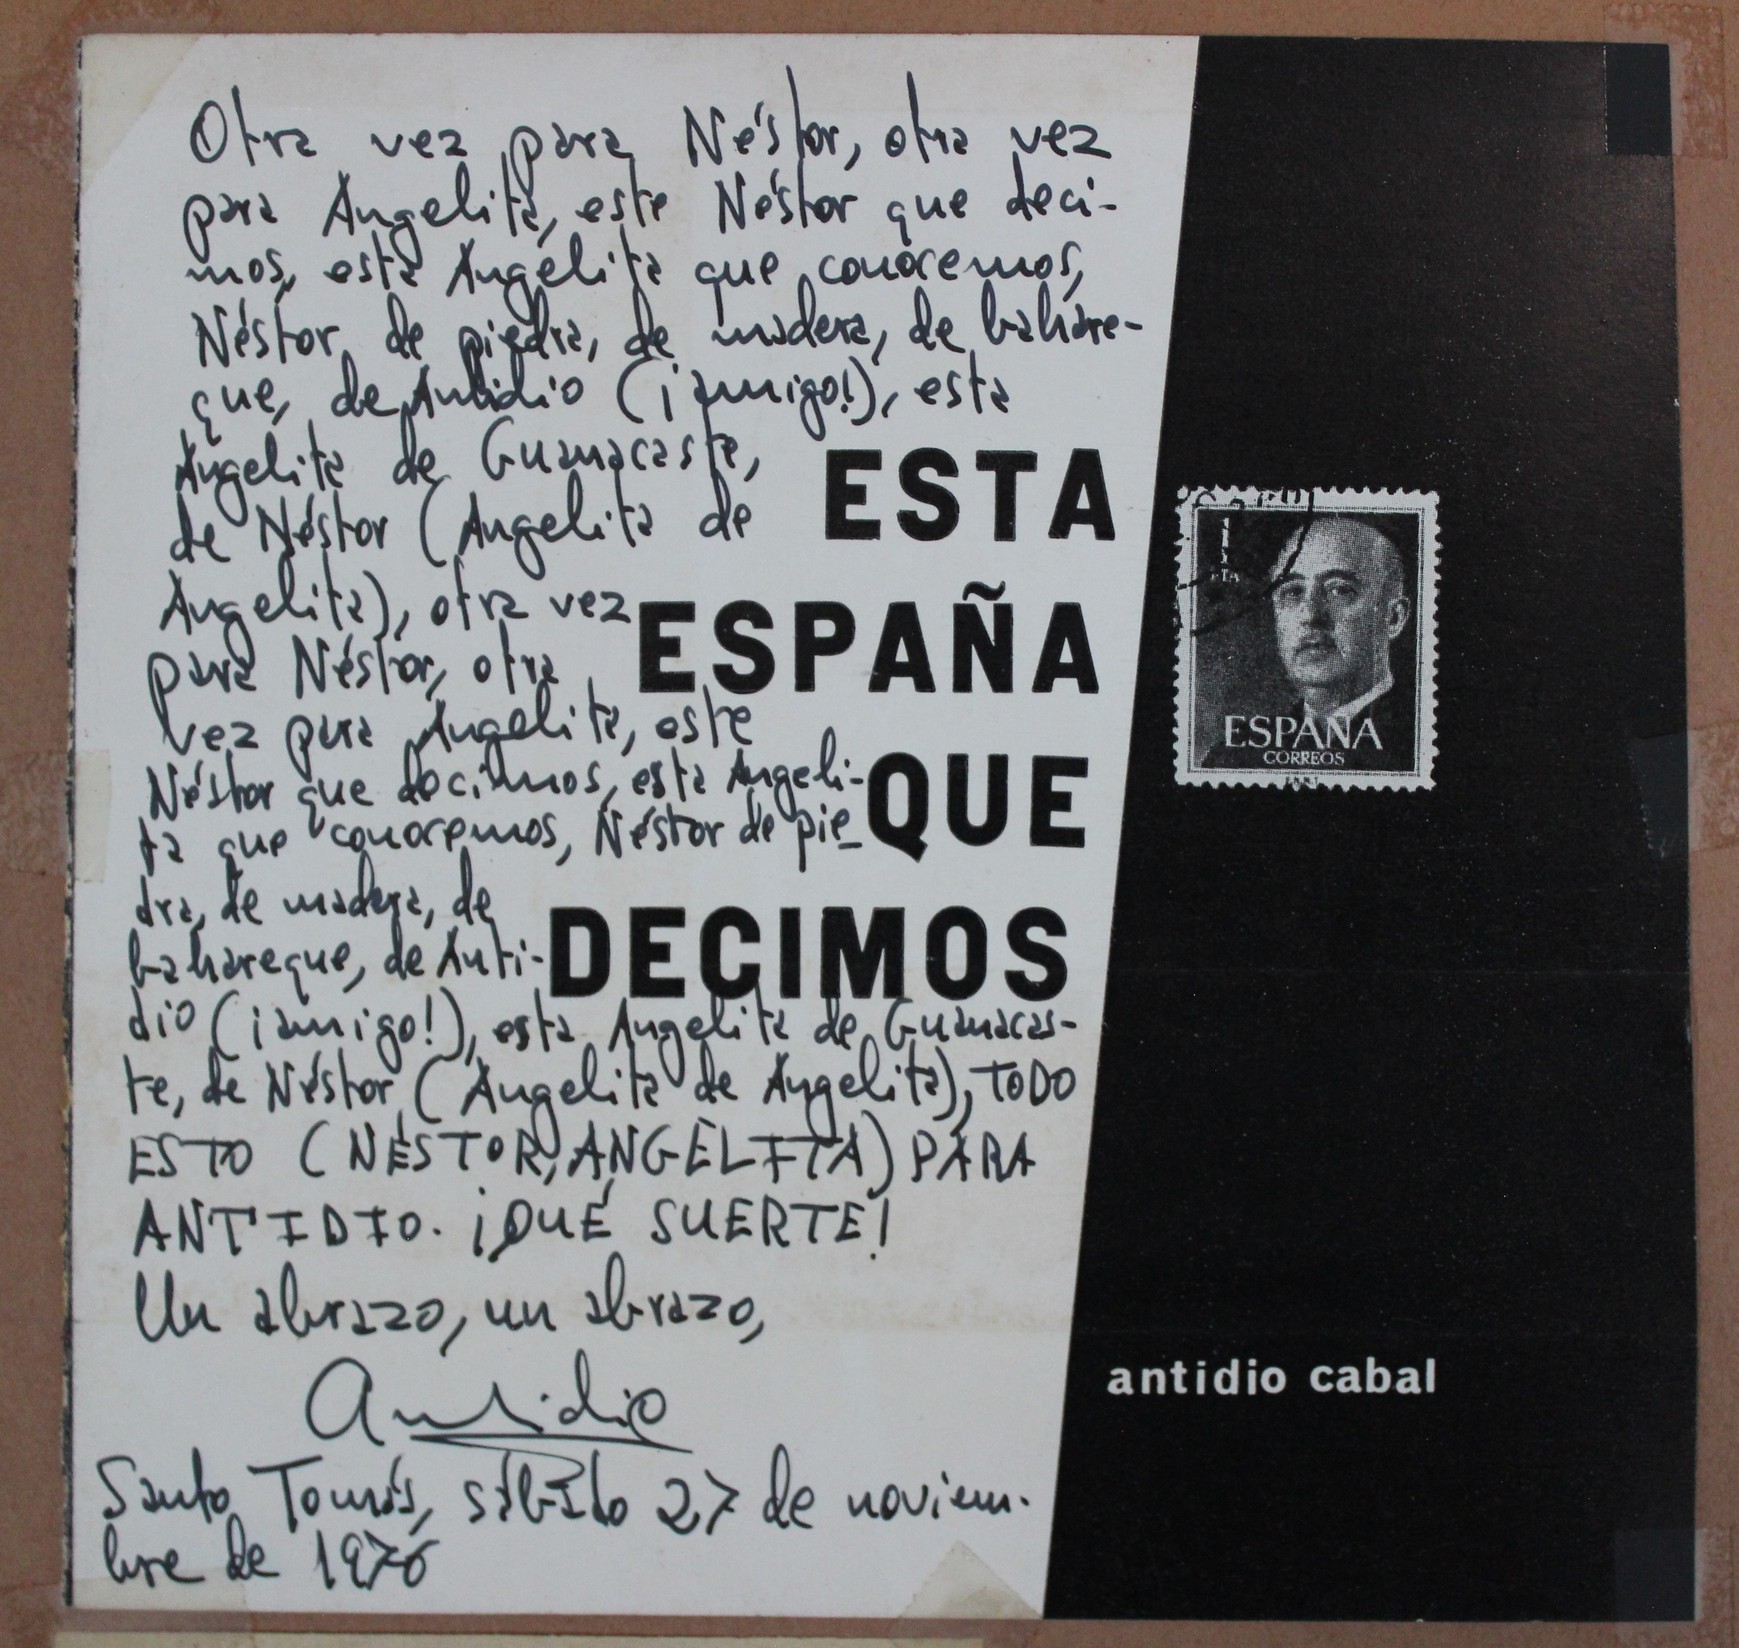 Otra vez para Néstor, otra vez
para Angelita, este Néstor que deci-
mos, esta Angelita que conocemos,
Néstor de piedra, de madera, de bahare-
que, de Antidio (¡amigo!), esta
Angelita de Guanacaste,
de Néstor (Angelita de
Angelita), otra vez
para Néstor, otra
vez para Angelita, este
Néstor que decimos, esta Angeli-
ta que conocemos, Néstor de pie-
dra, de madera, de
bahareque, de Anti-
dio (¡amigo!), esta Angelita de Guanacas-
te, de Néstor (Angelita de Angelita), TODO
ESTO (NÉSTOR, ANGELITA) PARA
ANTIDIO. ¡QUÉ SUERTE!
Un abrazo, un abrazo,
Antidio
Santo Tomás, sábado 27 de noviem-
bre de 1976
ESTA
ESPAÑA
QUE
DECIMOS
1
PTA
ESPAÑA
CORREOS
antidio cabal